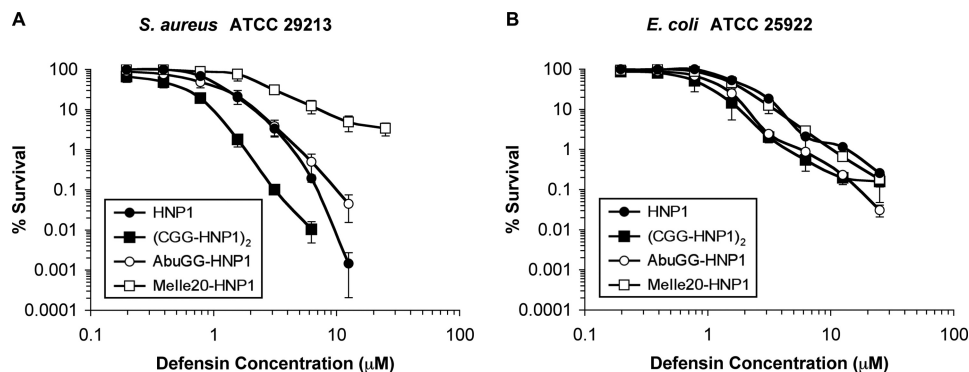 A
S. aureus ATCC 29213
100
10
1
0.1
0.01
0.001
0.0001
% Survival
HNP1
(CGG-HNP1)2
AbuGG-HNP1
MeIle20-HNP1
0.1
1
10
100
Defensin Concentration (μM)
B
E. coli ATCC 25922
100
10
1
0.1
0.01
0.001
0.0001
% Survival
HNP1
(CGG-HNP1)2
AbuGG-HNP1
MeIle20-HNP1
0.1
1
10
100
Defensin Concentration (μM)